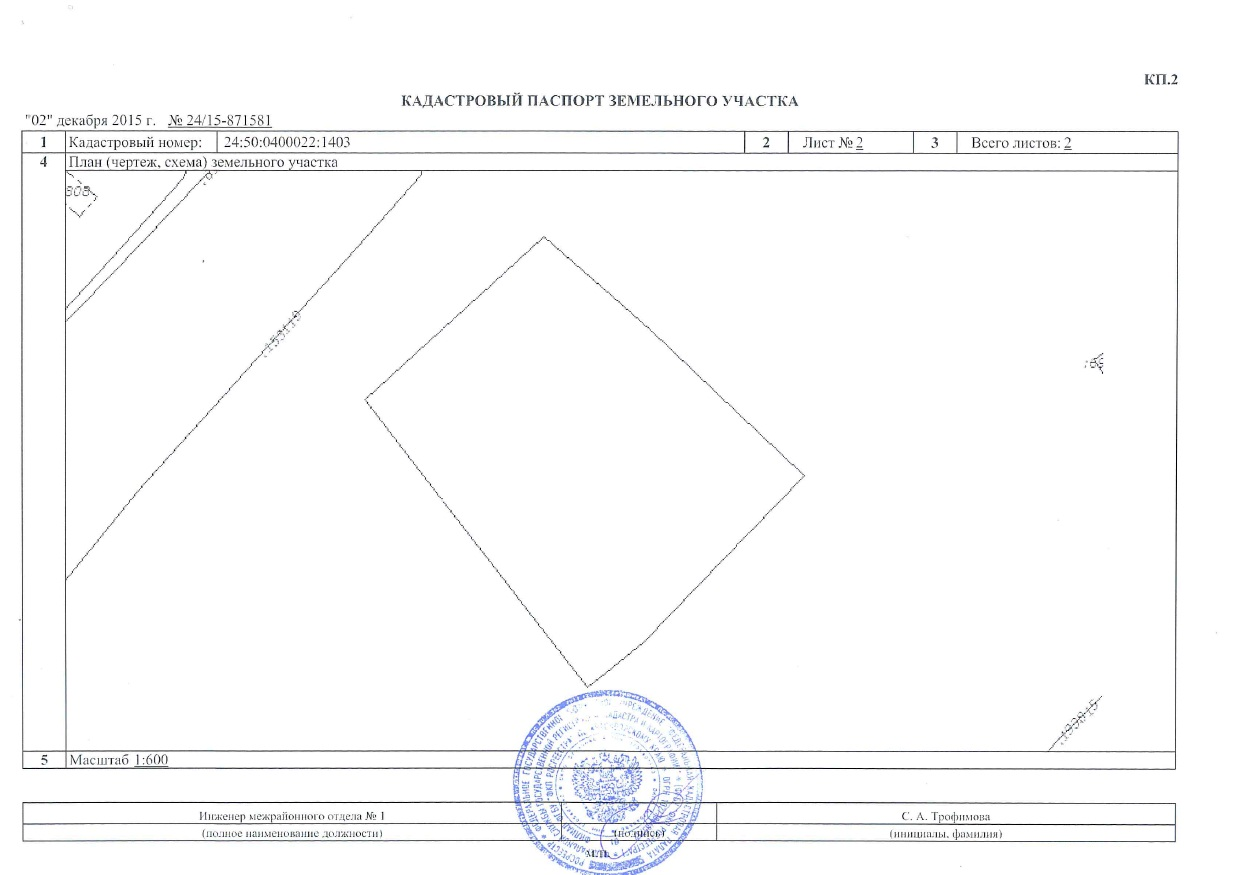 КП.2
КАДАСТРОВЫЙ ПАСПОРТ ЗЕМЕЛЬНОГО УЧАСТКА
"02" декабря 2015 г. № 24/15-871581
1 Кадастровый номер: 24:50:0400022:1403 2 Лист № 2 3 Всего листов: 2
4 План (чертеж, схема) земельного участка
308
:153119
5 Масштаб 1:600
Инженер межрайонного отдела № 1 С. А. Трофимова
(полное наименование должности) (подпись) (инициалы, фамилия)
М.П.